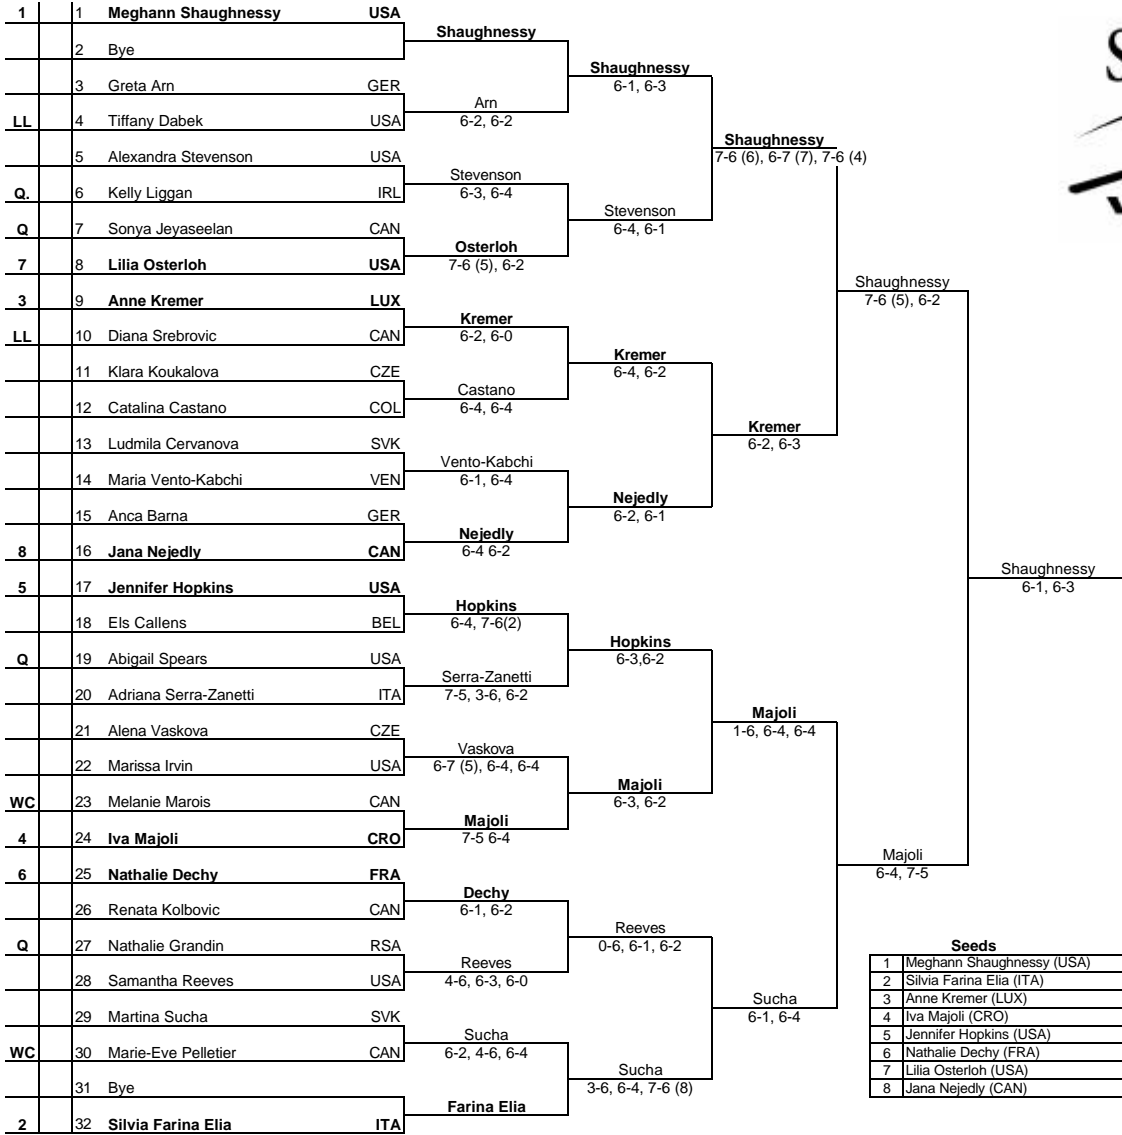 1 1 Meghann Shaughnessy USA
Shaughnessy
2 Bye
Shaughnessy
6-1, 6-3
3 Greta Arn GER
Arn
6-2, 6-2
LL 4 Tiffany Dabek USA
Shaughnessy
7-6 (6), 6-7 (7), 7-6 (4)
5 Alexandra Stevenson USA
Stevenson
6-3, 6-4
Q. 6 Kelly Liggan IRL
Stevenson
6-4, 6-1
Q 7 Sonya Jeyaseelan CAN
Osterloh
7-6 (5), 6-2
7 8 Lilia Osterloh USA
Shaughnessy
7-6 (5), 6-2
3 9 Anne Kremer LUX
Kremer
6-2, 6-0
LL 10 Diana Srebrovic CAN
Kremer
6-4, 6-2
11 Klara Koukalova CZE
Castano
6-4, 6-4
12 Catalina Castano COL
Kremer
6-2, 6-3
13 Ludmila Cervanova SVK
Vento-Kabchi
6-1, 6-4
14 Maria Vento-Kabchi VEN
Nejedly
6-2, 6-1
15 Anca Barna GER
Nejedly
6-4 6-2
8 16 Jana Nejedly CAN
Shaughnessy
6-1, 6-3
5 17 Jennifer Hopkins USA
Hopkins
6-4, 7-6(2)
18 Els Callens BEL
Hopkins
6-3,6-2
Q 19 Abigail Spears USA
Serra-Zanetti
7-5, 3-6, 6-2
20 Adriana Serra-Zanetti ITA
Majoli
1-6, 6-4, 6-4
21 Alena Vaskova CZE
Vaskova
6-7 (5), 6-4, 6-4
22 Marissa Irvin USA
Majoli
6-3, 6-2
WC 23 Melanie Marois CAN
Majoli
7-5 6-4
4 24 Iva Majoli CRO
Majoli
6-4, 7-5
6 25 Nathalie Dechy FRA
Dechy
6-1, 6-2
26 Renata Kolbovic CAN
Reeves
0-6, 6-1, 6-2
Q 27 Nathalie Grandin RSA
Reeves
4-6, 6-3, 6-0
28 Samantha Reeves USA
Sucha
6-1, 6-4
29 Martina Sucha SVK
Sucha
6-2, 4-6, 6-4
WC 30 Marie-Eve Pelletier CAN
Sucha
3-6, 6-4, 7-6 (8)
31 Bye
Farina Elia
2 32 Silvia Farina Elia ITA
Seeds
1 Meghann Shaughnessy (USA)
2 Silvia Farina Elia (ITA)
3 Anne Kremer (LUX)
4 Iva Majoli (CRO)
5 Jennifer Hopkins (USA)
6 Nathalie Dechy (FRA)
7 Lilia Osterloh (USA)
8 Jana Nejedly (CAN)